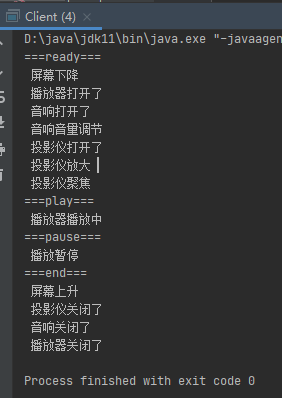 Client (4)
D:\java\jdk11\bin\java.exe "-javaagen
===ready===
屏幕下降
播放器打开了
音响打开了
音响音量调节
投影仪打开了
投影仪放大
投影仪聚焦
===play===
播放器播放中
===pause===
播放暂停
===end===
屏幕上升
投影仪关闭了
音响关闭了
播放器关闭了
Process finished with exit code 0